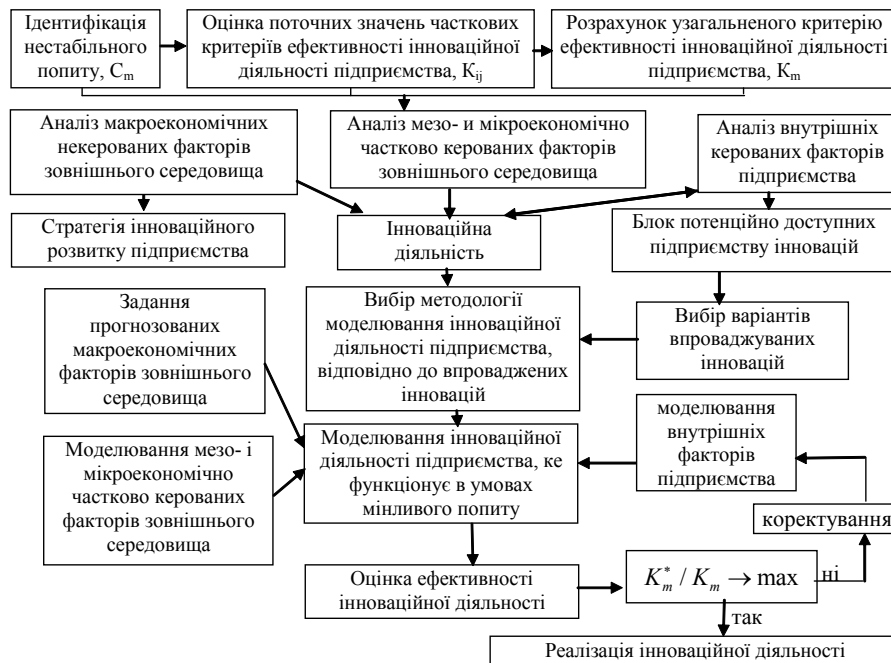 Ідентифікація
нестабільного
попиту, Cm
Оцінка поточних значень часткових
критеріїв ефективності інноваційної
діяльності підприємства, Kij
Розрахунок узагальненого критерію
ефективності інноваційної діяльності
підприємства, Km
Аналіз макроекономічних
некерованих факторів
зовнішнього середовища
Аналіз мезо- и мікроекономічно
частково керованих факторів
зовнішнього середовища
Аналіз внутрішніх
керованих факторів
підприємства
Стратегія інноваційного
розвитку підприємства
Інноваційна
діяльність
Блок потенційно доступних
підприємству інновацій
Задання
прогнозованих
макроекономічних
факторів зовнішнього
середовища
Вибір методології
моделювання інноваційної
діяльності підприємства,
відповідно до впроваджених
інновацій
Вибір варіантів
впроваджуваних
інновацій
Моделювання мезо- і
мікроекономічно
частково керованих
факторів зовнішнього
середовища
Моделювання інноваційної
діяльності підприємства, ке
функціонує в умовах
мінливого попиту
моделювання
внутрішніх
факторів
підприємства
коректування
Оцінка ефективності
інноваційної діяльності
K*m / Km → max
ні
так
Реалізація інноваційної діяльності